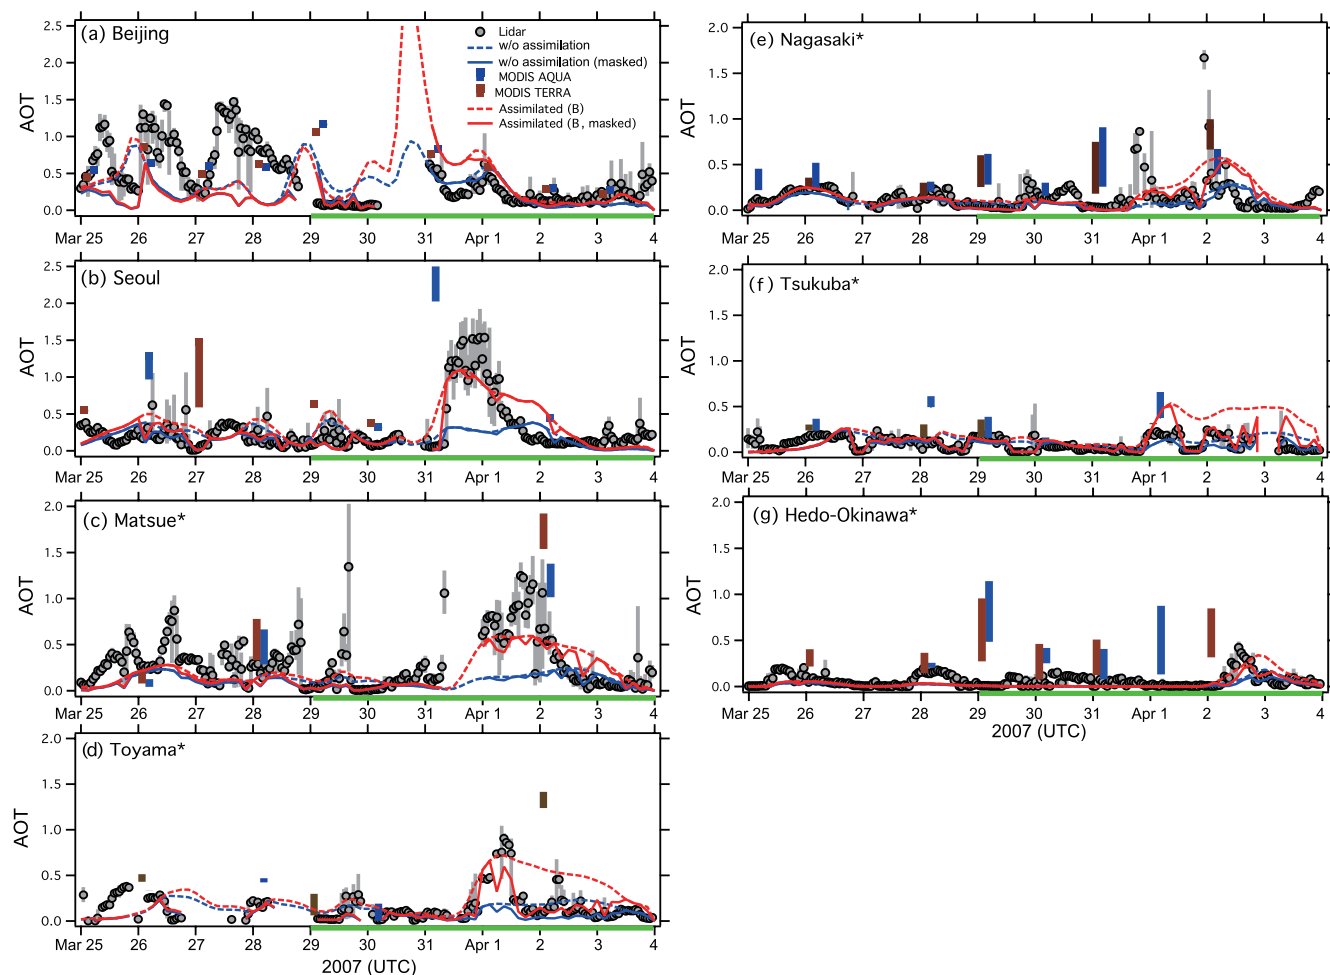 (a) Beijing
Lidar
w/o assimilation
w/o assimilation (masked)
MODIS AQUA
MODIS TERRA
Assimilated (B)
Assimilated (B, masked)
AOT
2.5
2.0
1.5
1.0
0.5
0.0
Mar 25 26 27 28 29 30 31 Apr 1 2 3 4
(b) Seoul
AOT
2.5
2.0
1.5
1.0
0.5
0.0
Mar 25 26 27 28 29 30 31 Apr 1 2 3 4
(c) Matsue*
AOT
2.0
1.5
1.0
0.5
0.0
Mar 25 26 27 28 29 30 31 Apr 1 2 3 4
(d) Toyama*
AOT
2.0
1.5
1.0
0.5
0.0
Mar 25 26 27 28 29 30 31 Apr 1 2 3 4
2007 (UTC)
(e) Nagasaki*
AOT
2.0
1.5
1.0
0.5
0.0
Mar 25 26 27 28 29 30 31 Apr 1 2 3 4
(f) Tsukuba*
AOT
2.0
1.5
1.0
0.5
0.0
Mar 25 26 27 28 29 30 31 Apr 1 2 3 4
(g) Hedo-Okinawa*
AOT
2.0
1.5
1.0
0.5
0.0
Mar 25 26 27 28 29 30 31 Apr 1 2 3 4
2007 (UTC)